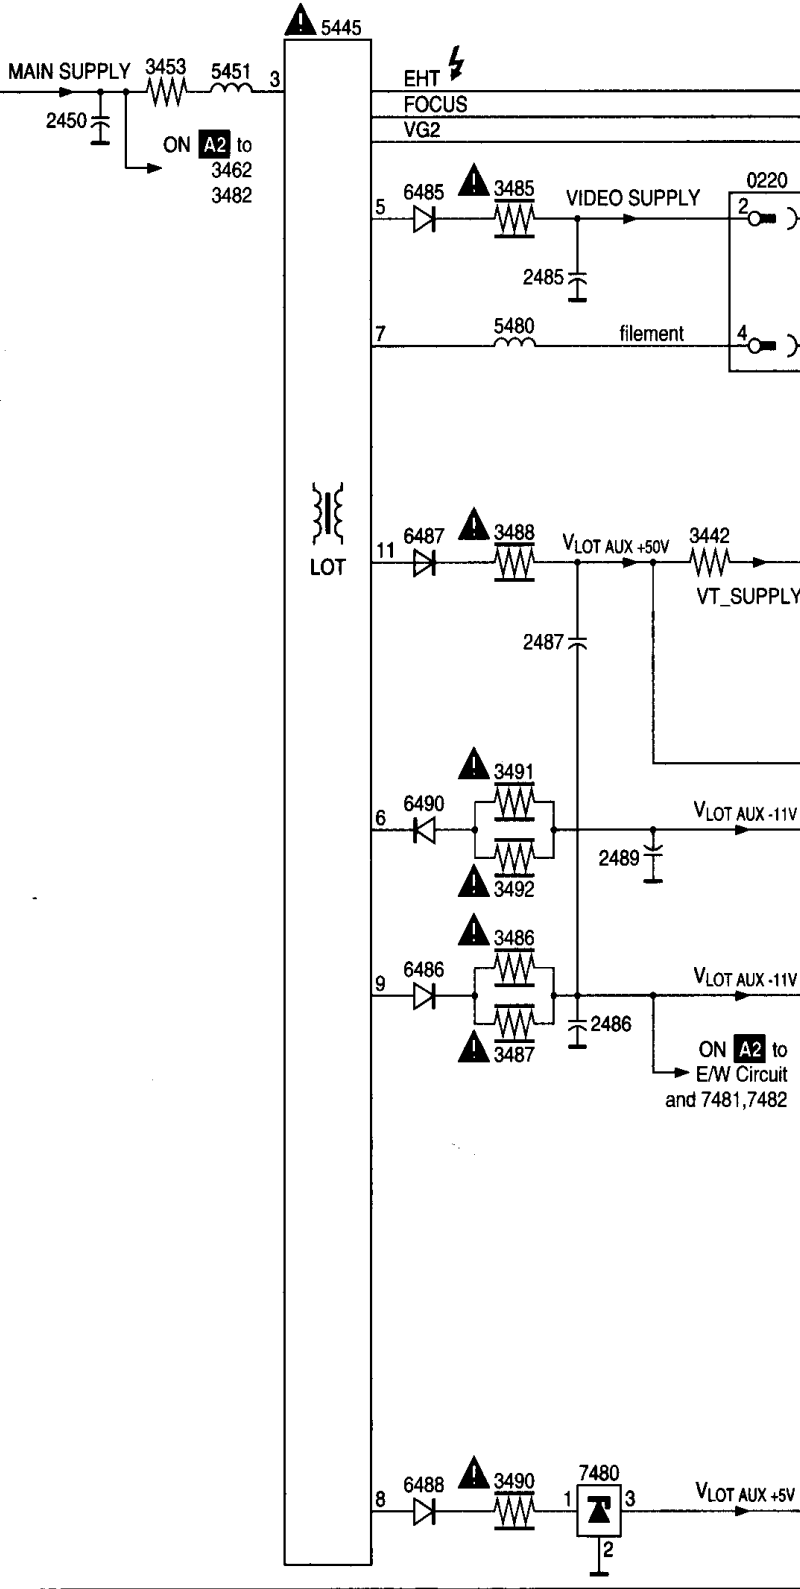 5445
MAIN SUPPLY
3453
5451
3
2450
ON A2 to
3462
3482
EHT
FOCUS
VG2
5
6485
3485
VIDEO SUPPLY
0220
2
2485
7
5480
filement
4
LOT
11
6487
3488
VLOT AUX +50V
3442
VT_SUPPLY
2487
3491
6
6490
VLOT AUX -11V
2489
3492
3486
9
6486
VLOT AUX -11V
2486
3487
ON A2 to
E/W Circuit
and 7481,7482
8
6488
3490
7480
1
3
VLOT AUX +5V
2